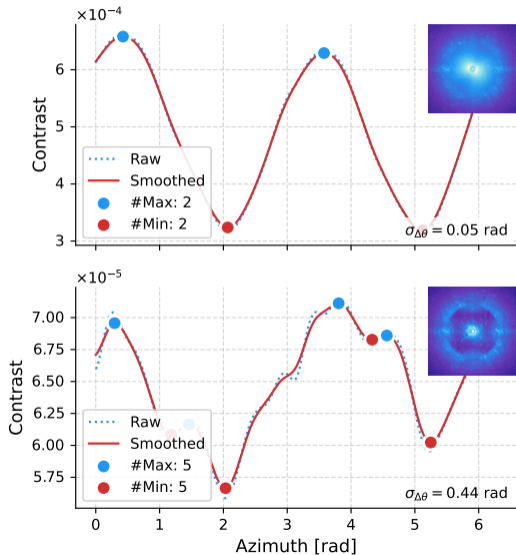 ×10⁻⁴
6
5
4
3
Contrast
Raw
Smoothed
#Max: 2
#Min: 2
σ_Δθ = 0.05 rad
×10⁻⁵
7.00
6.75
6.50
6.25
6.00
5.75
Contrast
Raw
Smoothed
#Max: 5
#Min: 5
σ_Δθ = 0.44 rad
0 1 2 3 4 5 6
Azimuth [rad]